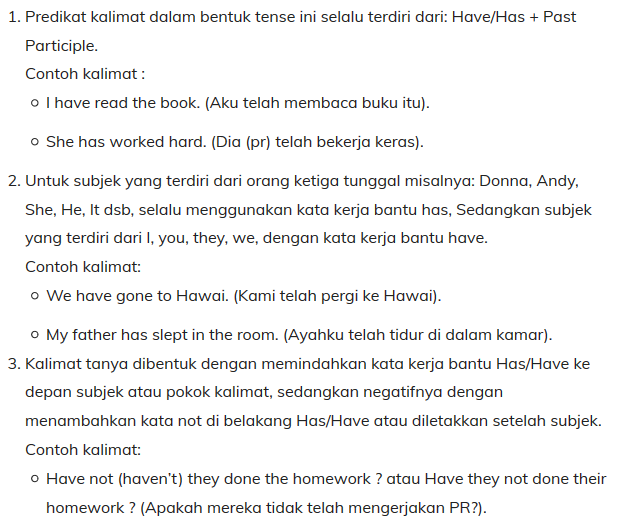 1. Predikat kalimat dalam bentuk tense ini selalu terdiri dari: Have/Has + Past
Participle.
Contoh kalimat :
I have read the book. (Aku telah membaca buku itu).
She has worked hard. (Dia (pr) telah bekerja keras).
2. Untuk subjek yang terdiri dari orang ketiga tunggal misalnya: Donna, Andy,
She, He, It dsb, selalu menggunakan kata kerja bantu has, Sedangkan subjek
yang terdiri dari I, you, they, we, dengan kata kerja bantu have.
Contoh kalimat:
We have gone to Hawai. (Kami telah pergi ke Hawai).
My father has slept in the room. (Ayahku telah tidur di dalam kamar).
3. Kalimat tanya dibentuk dengan memindahkan kata kerja bantu Has/Have ke
depan subjek atau pokok kalimat, sedangkan negatifnya dengan
menambahkan kata not di belakang Has/Have atau diletakkan setelah subjek.
Contoh kalimat:
Have not (haven't) they done the homework ? atau Have they not done their
homework ? (Apakah mereka tidak telah mengerjakan PR?).